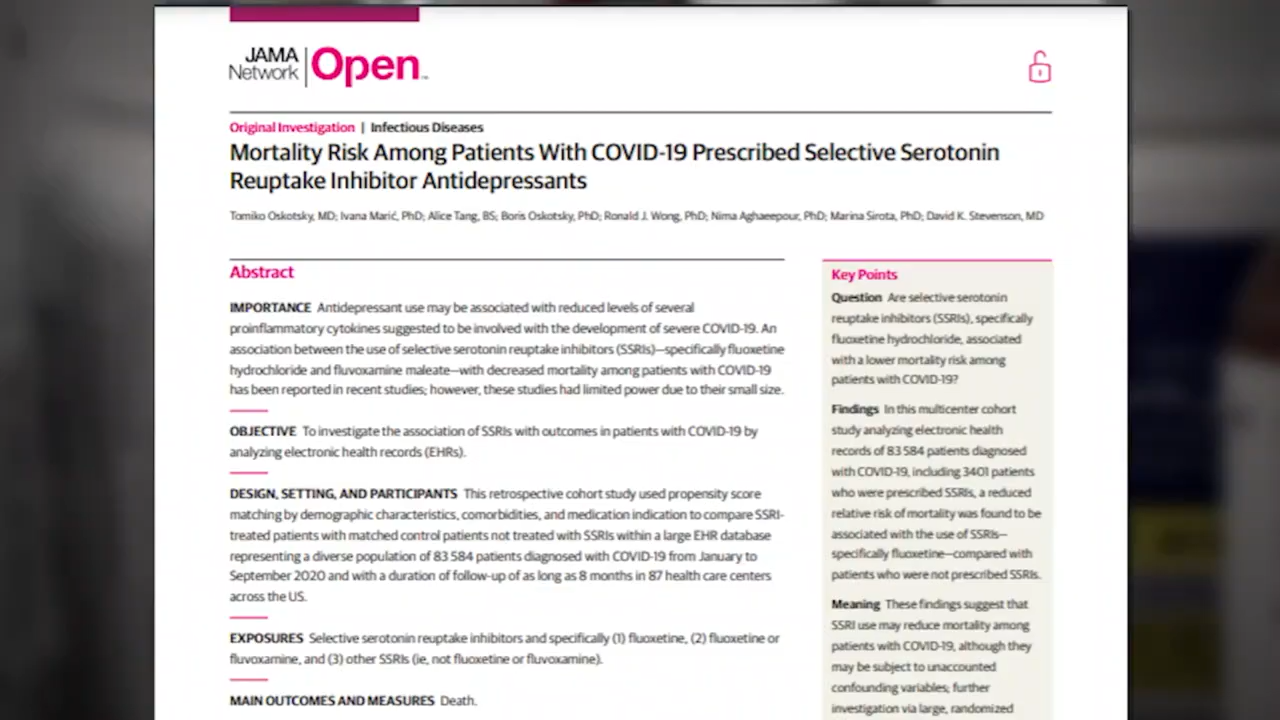 JAMA
Network
Open
Original Investigation | Infectious Diseases
Mortality Risk Among Patients With COVID-19 Prescribed Selective Serotonin
Reuptake Inhibitor Antidepressants
Tomiko Oskotsky, MD; Ivana Marić, PhD; Alice Tang, BS; Boris Oskotsky, PhD; Ronald J. Wong, PhD; Nima Aghaeepour, PhD; Marina Sirota, PhD; David K. Stevenson, MD
Abstract
IMPORTANCE Antidepressant use may be associated with reduced levels of several
proinflammatory cytokines suggested to be involved with the development of severe COVID-19. An
association between the use of selective serotonin reuptake inhibitors (SSRIs)—specifically fluoxetine
hydrochloride and fluvoxamine maleate—with decreased mortality among patients with COVID-19
has been reported in recent studies; however, these studies had limited power due to their small size.
OBJECTIVE To investigate the association of SSRIs with outcomes in patients with COVID-19 by
analyzing electronic health records (EHRs).
DESIGN, SETTING, AND PARTICIPANTS This retrospective cohort study used propensity score
matching by demographic characteristics, comorbidities, and medication indication to compare SSRI-
treated patients with matched control patients not treated with SSRIs within a large EHR database
representing a diverse population of 83 584 patients diagnosed with COVID-19 from January to
September 2020 and with a duration of follow-up of as long as 8 months in 87 health care centers
across the US.
EXPOSURES Selective serotonin reuptake inhibitors and specifically (1) fluoxetine, (2) fluoxetine or
fluvoxamine, and (3) other SSRIs (ie, not fluoxetine or fluvoxamine).
MAIN OUTCOMES AND MEASURES Death.
Key Points
Question Are selective serotonin
reuptake inhibitors (SSRIs), specifically
fluoxetine hydrochloride, associated
with a lower mortality risk among
patients with COVID-19?
Findings In this multicenter cohort
study analyzing electronic health
records of 83 584 patients diagnosed
with COVID-19, including 3401 patients
who were prescribed SSRIs, a reduced
relative risk of mortality was found to be
associated with the use of SSRIs—
specifically fluoxetine—compared with
patients who were not prescribed SSRIs.
Meaning These findings suggest that
SSRI use may reduce mortality among
patients with COVID-19, although they
may be subject to unaccounted
confounding variables; further
investigation via large, randomized